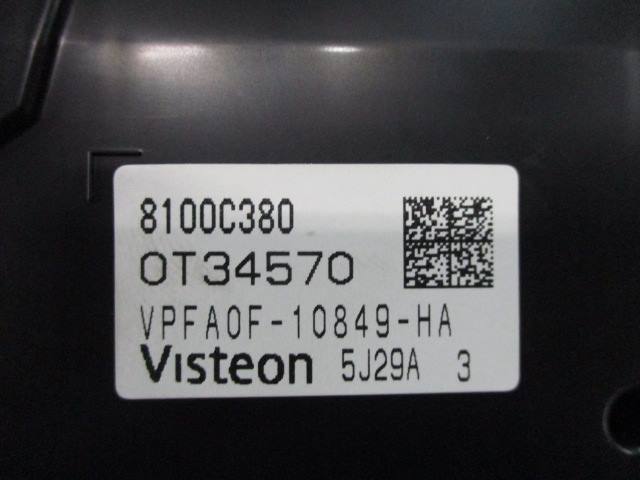 8100C380
0T34570
VPFA0F-10849-HA
Visteon 5J29A 3